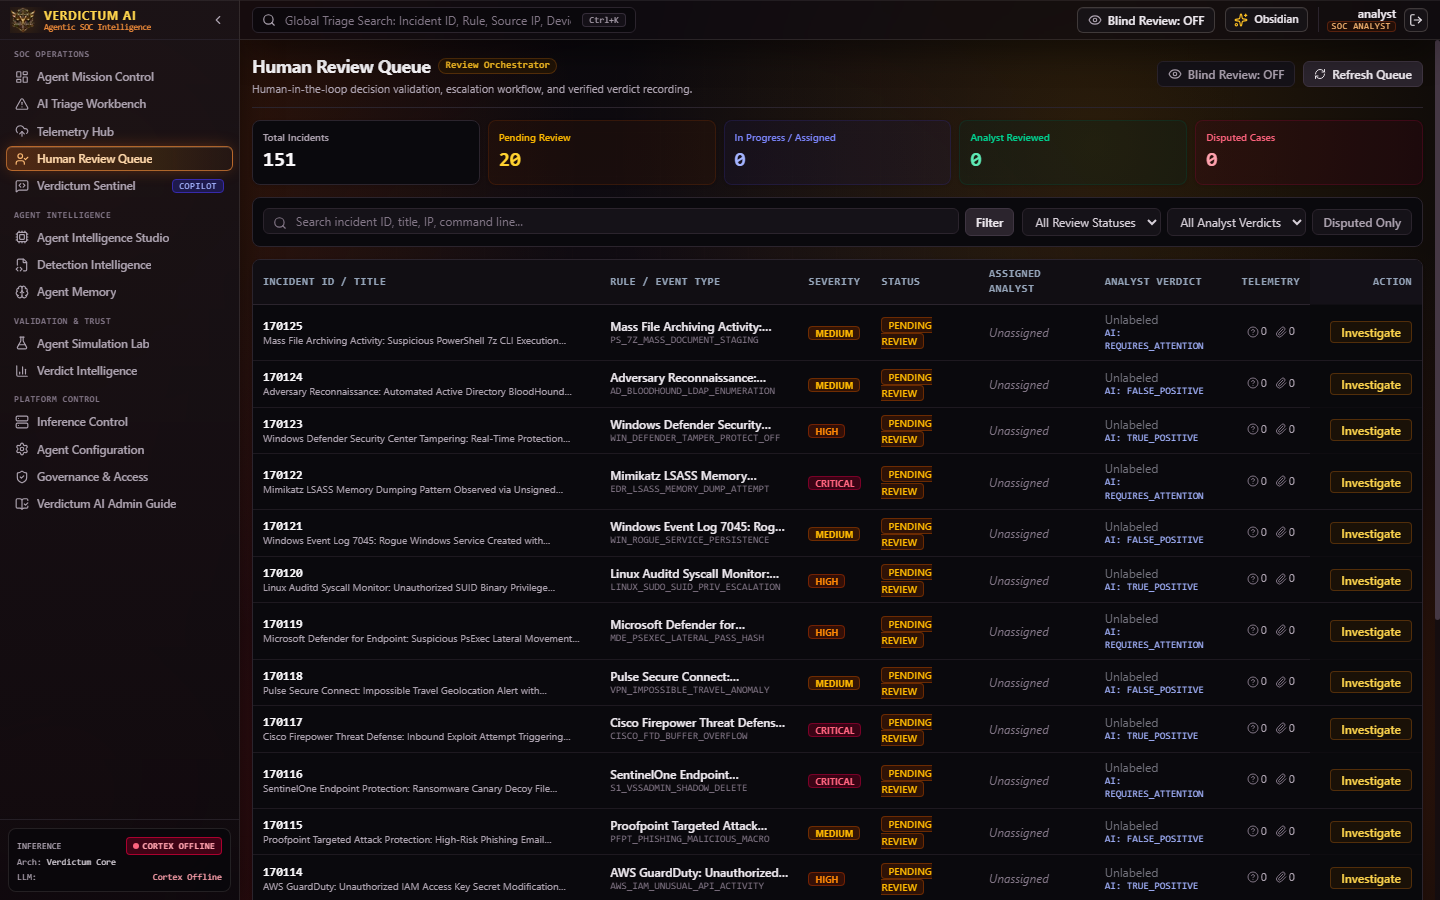 VERDICTUM AI
Agentic SOC Intelligence
Global Triage Search: Incident ID, Rule, Source IP, Devic
Ctrl+K
Blind Review: OFF
Obsidian
analyst
SOC ANALYST
SOC OPERATIONS
Agent Mission Control
AI Triage Workbench
Telemetry Hub
Human Review Queue
Verdictum Sentinel
COPILOT
AGENT INTELLIGENCE
Agent Intelligence Studio
Detection Intelligence
Agent Memory
VALIDATION & TRUST
Agent Simulation Lab
Verdict Intelligence
PLATFORM CONTROL
Inference Control
Agent Configuration
Governance & Access
Verdictum AI Admin Guide
INFERENCE
CORTEX OFFLINE
Arch: Verdictum Core
LLM:
Cortex Offline
Human Review Queue
Review Orchestrator
Human-in-the-loop decision validation, escalation workflow, and verified verdict recording.
Blind Review: OFF
Refresh Queue
Total Incidents
151
Pending Review
20
In Progress / Assigned
0
Analyst Reviewed
0
Disputed Cases
0
Search incident ID, title, IP, command line...
Filter
All Review Statuses
All Analyst Verdicts
Disputed Only
INCIDENT ID / TITLE
RULE / EVENT TYPE
SEVERITY
STATUS
ASSIGNED
ANALYST
ANALYST VERDICT
TELEMETRY
ACTION
170125
Mass File Archiving Activity: Suspicious PowerShell 7z CLI Execution...
Mass File Archiving Activity:...
PS_7Z_MASS_DOCUMENT_STAGING
MEDIUM
PENDING
REVIEW
Unassigned
Unlabeled
AI:
REQUIRES_ATTENTION
0
0
Investigate
170124
Adversary Reconnaissance: Automated Active Directory BloodHound...
Adversary Reconnaissance:...
AD_BLOODHOUND_LDAP_ENUMERATION
MEDIUM
PENDING
REVIEW
Unassigned
Unlabeled
AI: FALSE_POSITIVE
0
0
Investigate
170123
Windows Defender Security Center Tampering: Real-Time Protection...
Windows Defender Security...
WIN_DEFENDER_TAMPER_PROTECT_OFF
HIGH
PENDING
REVIEW
Unassigned
Unlabeled
AI: TRUE_POSITIVE
0
0
Investigate
170122
Mimikatz LSASS Memory Dumping Pattern Observed via Unsigned...
Mimikatz LSASS Memory...
EDR_LSASS_MEMORY_DUMP_ATTEMPT
CRITICAL
PENDING
REVIEW
Unassigned
Unlabeled
AI:
REQUIRES_ATTENTION
0
0
Investigate
170121
Windows Event Log 7045: Rogue Windows Service Created with...
Windows Event Log 7045: Rog...
WIN_ROGUE_SERVICE_PERSISTENCE
MEDIUM
PENDING
REVIEW
Unassigned
Unlabeled
AI: FALSE_POSITIVE
0
0
Investigate
170120
Linux Auditd Syscall Monitor: Unauthorized SUID Binary Privilege...
Linux Auditd Syscall Monitor:...
LINUX_SUDO_SUID_PRIV_ESCALATION
HIGH
PENDING
REVIEW
Unassigned
Unlabeled
AI: TRUE_POSITIVE
0
0
Investigate
170119
Microsoft Defender for Endpoint: Suspicious PsExec Lateral Movement...
Microsoft Defender for...
MDE_PSEXEC_LATERAL_PASS_HASH
HIGH
PENDING
REVIEW
Unassigned
Unlabeled
AI:
REQUIRES_ATTENTION
0
0
Investigate
170118
Pulse Secure Connect: Impossible Travel Geolocation Alert with...
Pulse Secure Connect:...
VPN_IMPOSSIBLE_TRAVEL_ANOMALY
MEDIUM
PENDING
REVIEW
Unassigned
Unlabeled
AI: FALSE_POSITIVE
0
0
Investigate
170117
Cisco Firepower Threat Defense: Inbound Exploit Attempt Triggering...
Cisco Firepower Threat Defens...
CISCO_FTD_BUFFER_OVERFLOW
CRITICAL
PENDING
REVIEW
Unassigned
Unlabeled
AI: TRUE_POSITIVE
0
0
Investigate
170116
SentinelOne Endpoint Protection: Ransomware Canary Decoy File...
SentinelOne Endpoint...
S1_VSSADMIN_SHADOW_DELETE
CRITICAL
PENDING
REVIEW
Unassigned
Unlabeled
AI:
REQUIRES_ATTENTION
0
0
Investigate
170115
Proofpoint Targeted Attack Protection: High-Risk Phishing Email...
Proofpoint Targeted Attack...
PFPT_PHISHING_MALICIOUS_MACRO
MEDIUM
PENDING
REVIEW
Unassigned
Unlabeled
AI: FALSE_POSITIVE
0
0
Investigate
170114
AWS GuardDuty: Unauthorized IAM Access Key Secret Modification...
AWS GuardDuty: Unauthorized...
AWS_IAM_UNUSUAL_API_ACTIVITY
HIGH
PENDING
REVIEW
Unassigned
Unlabeled
AI: TRUE_POSITIVE
0
0
Investigate